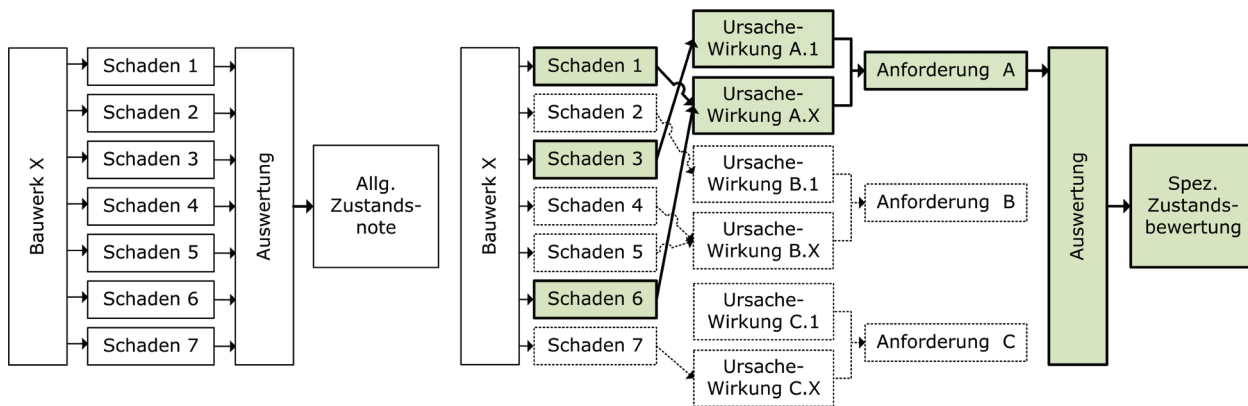 Bauwerk X
Schaden 1
Schaden 2
Schaden 3
Schaden 4
Schaden 5
Schaden 6
Schaden 7
Auswertung
Allg.
Zustands-
note
Bauwerk X
Schaden 1
Schaden 2
Schaden 3
Schaden 4
Schaden 5
Schaden 6
Schaden 7
Ursache-
Wirkung A.1
Ursache-
Wirkung A.X
Ursache-
Wirkung B.1
Ursache-
Wirkung B.X
Ursache-
Wirkung C.1
Ursache-
Wirkung C.X
Anforderung A
Anforderung B
Anforderung C
Auswertung
Spez.
Zustands-
bewertung